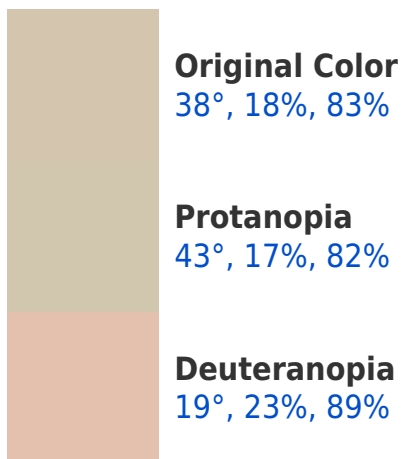 Original Color
38°, 18%, 83%
Protanopia
43°, 17%, 82%
Deuteranopia
19°, 23%, 89%